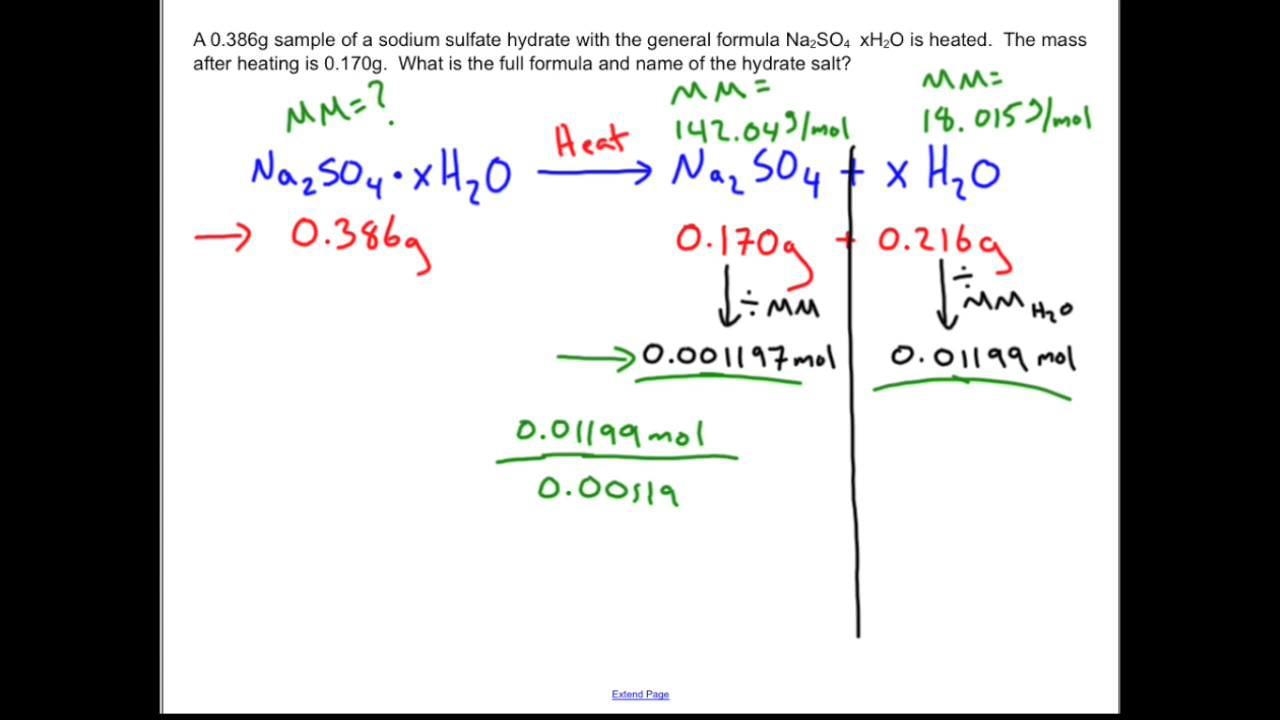 A 0.386g sample of a sodium sulfate hydrate with the general formula Na₂SO₄ xH₂O is heated. The mass
after heating is 0.170g. What is the full formula and name of the hydrate salt?
MM=?
MM=
142.04g/mol
MM=
18.015g/mol
Na₂SO₄·xH₂O Heat → Na₂SO₄ + x H₂O
→ 0.386g 0.170g + 0.216g
↓ ÷ MM ↓ ÷ MM H₂O
→ 0.001197mol 0.01199 mol
0.01199mol
0.00119
Extend Page